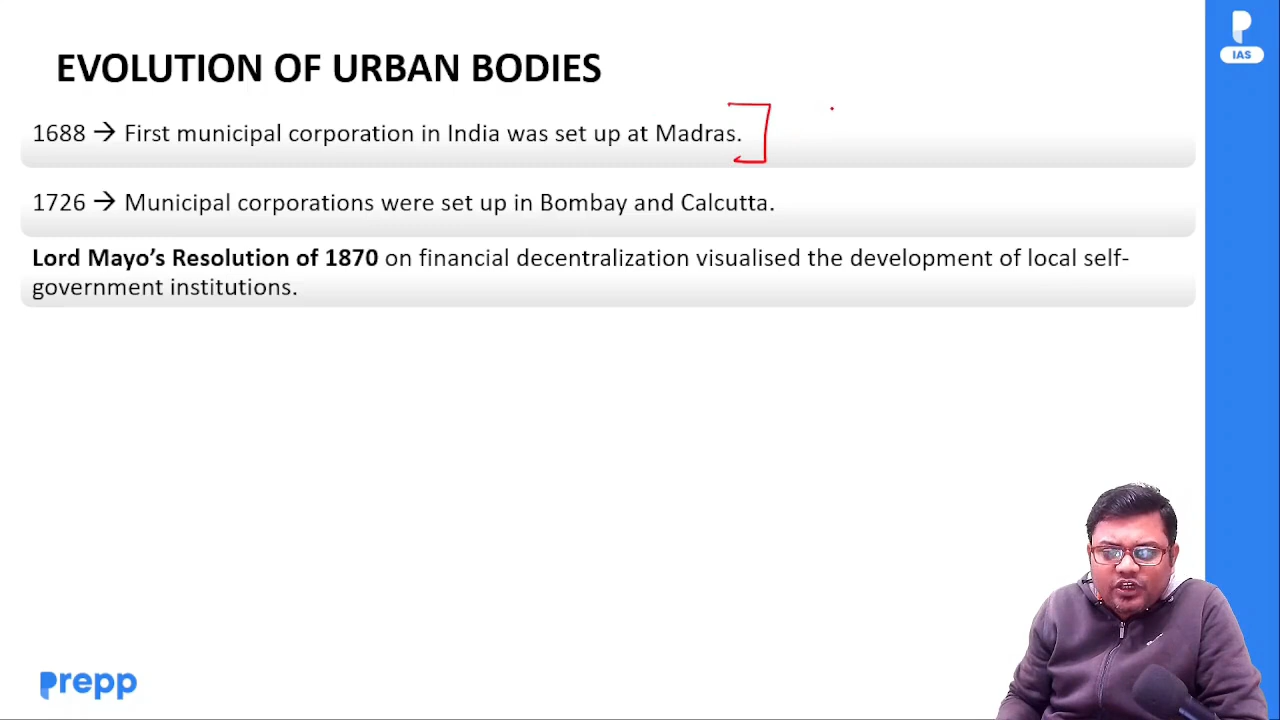 EVOLUTION OF URBAN BODIES
IAS
1688 → First municipal corporation in India was set up at Madras.
1726 → Municipal corporations were set up in Bombay and Calcutta.
Lord Mayo's Resolution of 1870 on financial decentralization visualised the development of local self-
government institutions.
prepp